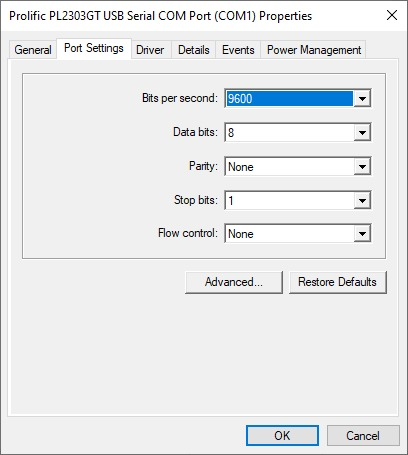 Prolific PL2303GT USB Serial COM Port (COM1) Properties
General Port Settings Driver Details Events Power Management
Bits per second: 9600
Data bits: 8
Parity: None
Stop bits: 1
Flow control: None
Advanced... Restore Defaults
OK Cancel